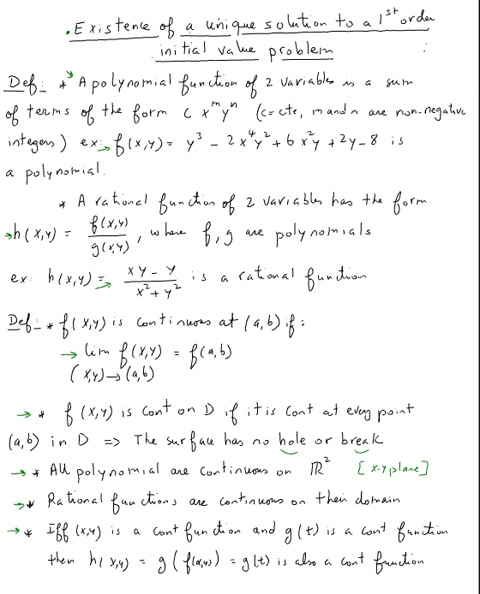 . Existence of a unique solution to a 1st order
initial value problem
Def: * A polynomial function of 2 variables is a sum
of terms of the form c x^m y^n (c=cte, m and n are non-negative
integers) ex: → f(x,y) = y^3 - 2x^4y^2 + 6x^2y + 2y - 8 is
a polynomial.
* A rational function of 2 variables has the form
→ h(x,y) = f(x,y)/g(x,y), where f, g are polynomials
ex: h(x,y) = (xy - y)/(x^2 + y^2) is a rational function
Def: * f(x,y) is continuous at (a,b) if:
→ lim f(x,y) = f(a,b)
(x,y)→(a,b)
→ * f(x,y) is cont on D if it is cont at every point
(a,b) in D => The surface has no hole or break
→ * All polynomial are continuous on ℝ^2 [x-y plane]
→ * Rational functions are continuous on their domain
→ * If f(x,y) is a cont function and g(t) is a cont function
then h(x,y) = g(f(x,y)) = g(t) is also a cont function